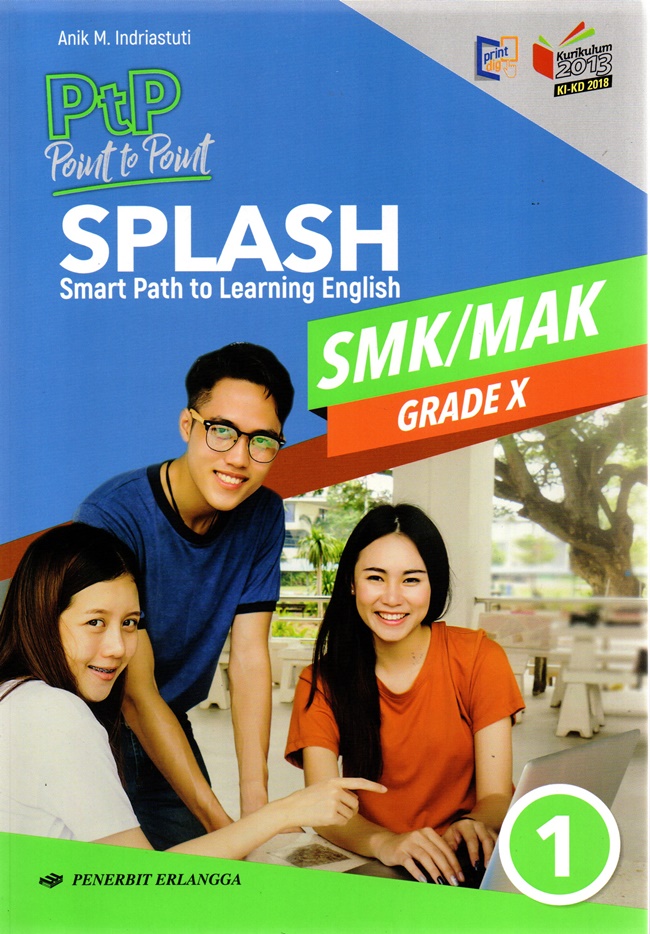 Anik M. Indriastuti
print
dig
Kurikulum
2013
KI-KD 2018
PtP
Point to Point
SPLASH
Smart Path to Learning English
SMK/MAK
GRADE X
1
PENERBIT ERLANGGA